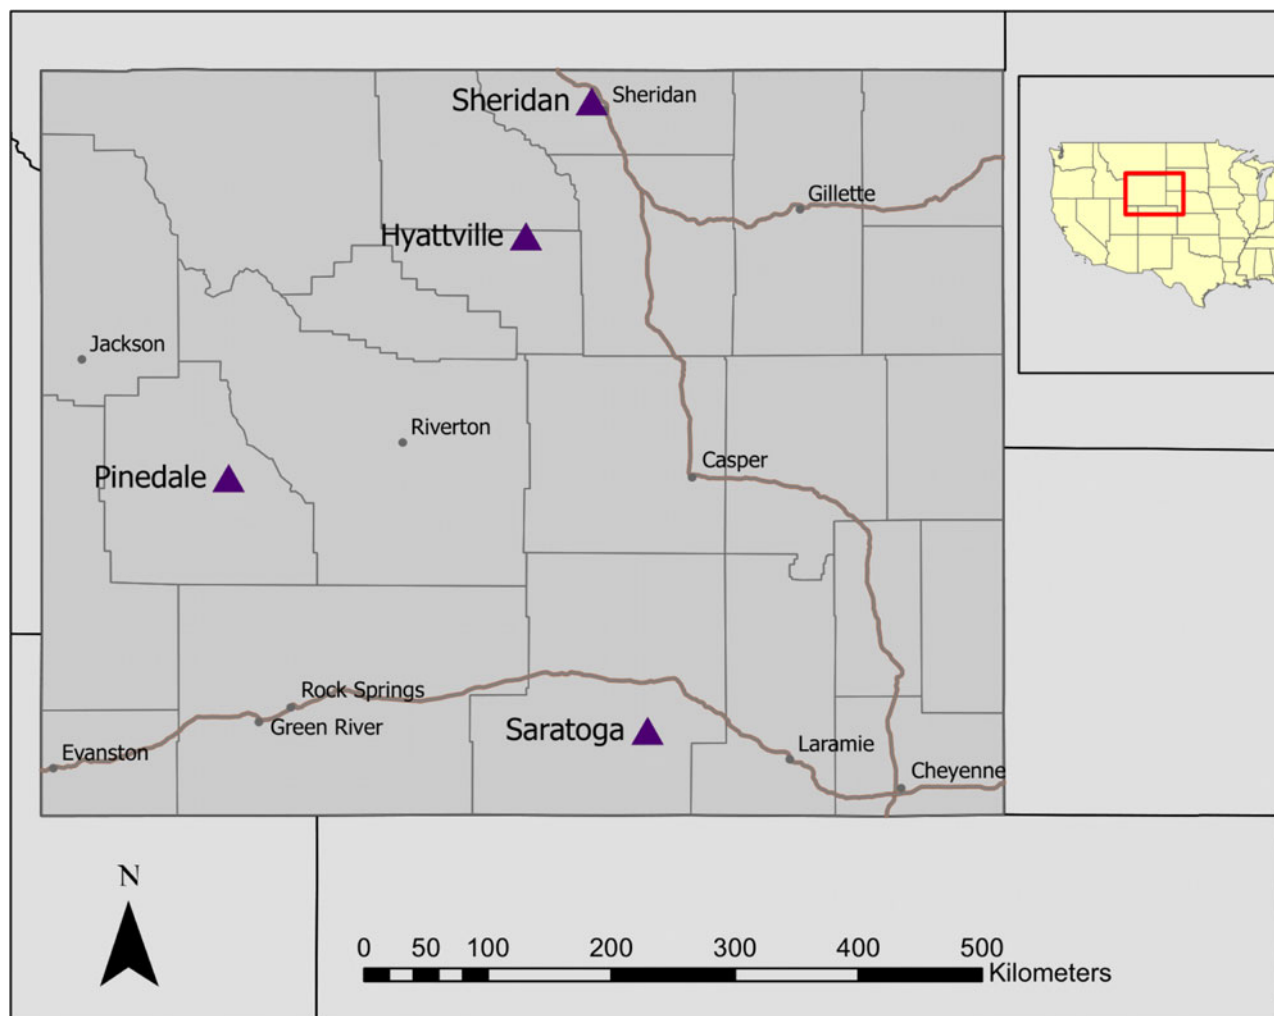 Sheridan
Sheridan
Gillette
Hyattville
Jackson
Riverton
Pinedale
Casper
Rock Springs
Green River
Saratoga
Evanston
Laramie
Cheyenne
N
0 50 100 200 300 400 500
Kilometers